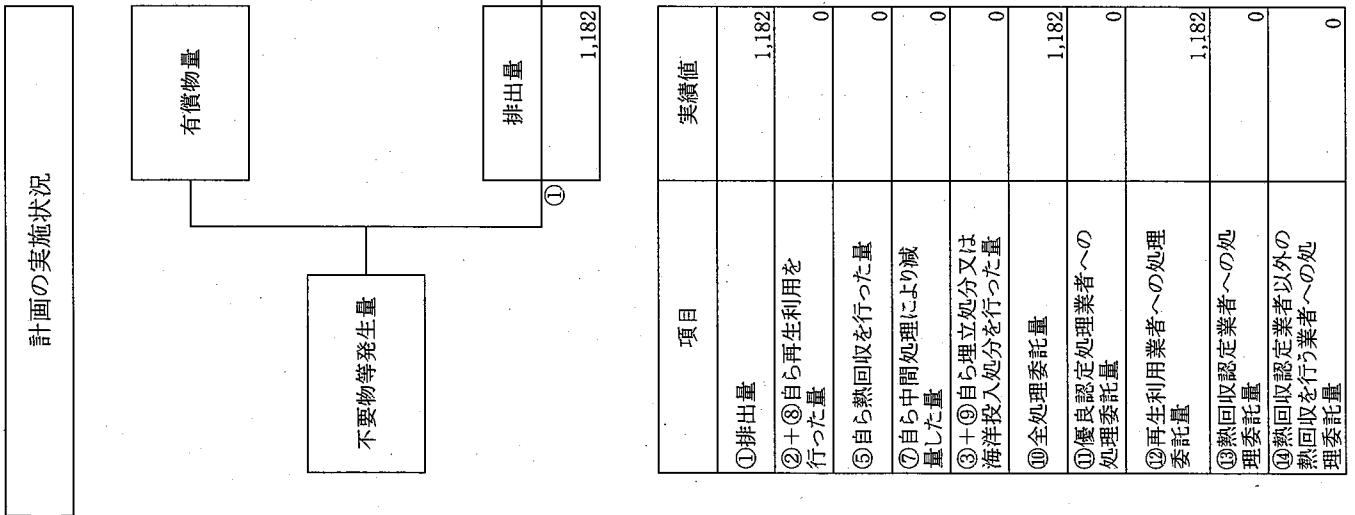 計画の実施状況
有償物量
不要物等発生量
①
排出量
1,182
項目
実績値
①排出量
1,182
②+⑧自ら再生利用を
行った量
0
⑤自ら熱回収を行った量
0
⑦自ら中間処理により減
量した量
0
③+⑨自ら埋立処分又は
海洋投入処分を行った量
0
⑩全処理委託量
1,182
⑪優良認定処理業者への
処理委託量
0
⑫再生利用業者への処理
委託量
1,182
⑬熱回収認定業者への処
理委託量
0
⑭熱回収認定業者以外の
熱回収を行う業者への処
理委託量
0